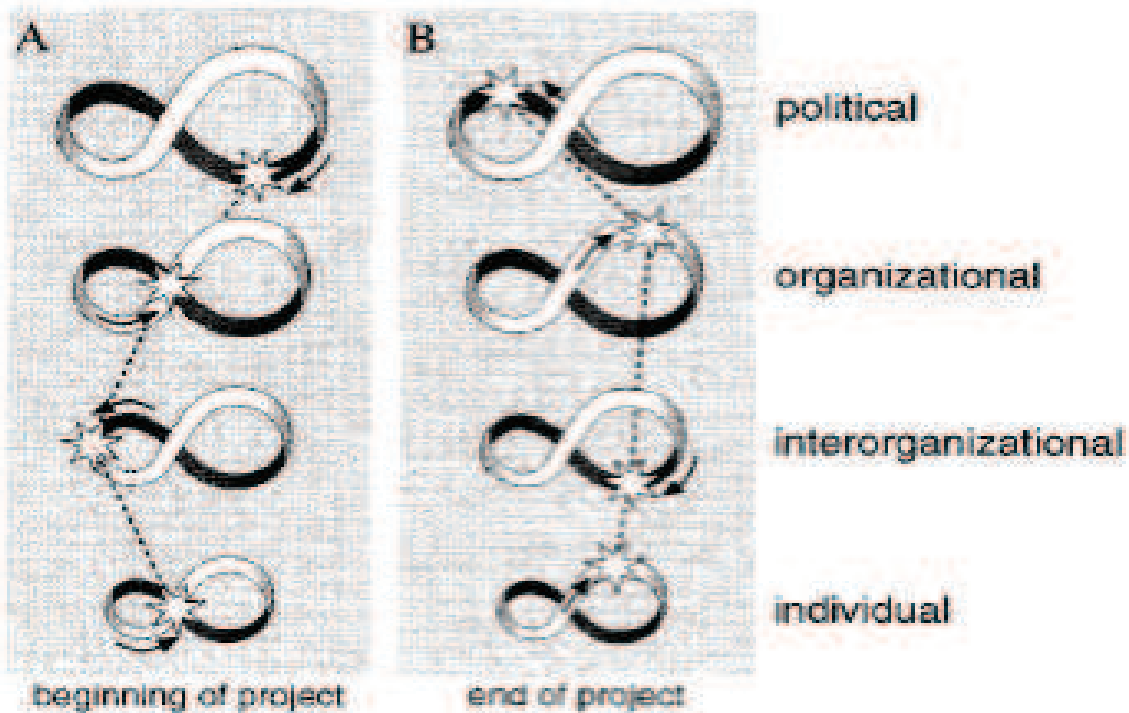 A
B
political
organizational
interorganizational
individual
beginning of project
end of project